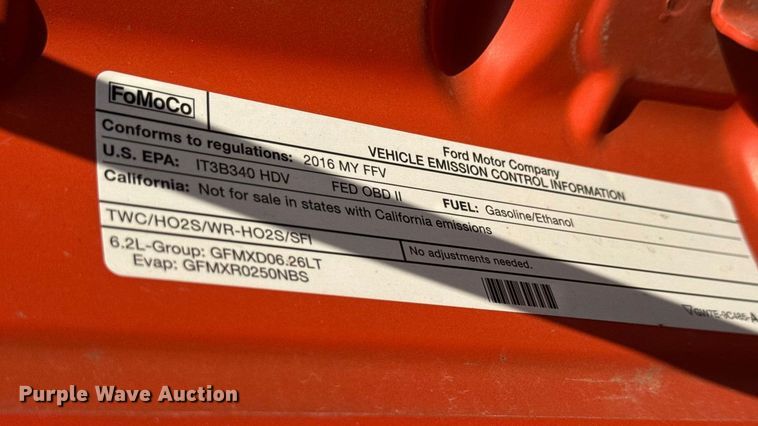 FoMoCo
Ford Motor Company
VEHICLE EMISSION CONTROL INFORMATION
Conforms to regulations: 2016 MY FFV
U.S. EPA: IT3B340 HDV FED OBD II FUEL: Gasoline/Ethanol
California: Not for sale in states with California emissions
TWC/HO2S/WR-HO2S/SFI
No adjustments needed.
6.2L-Group: GFMXD06.26LT
Evap: GFMXR0250NBS
GW7E-9C485-A
Purple Wave Auction